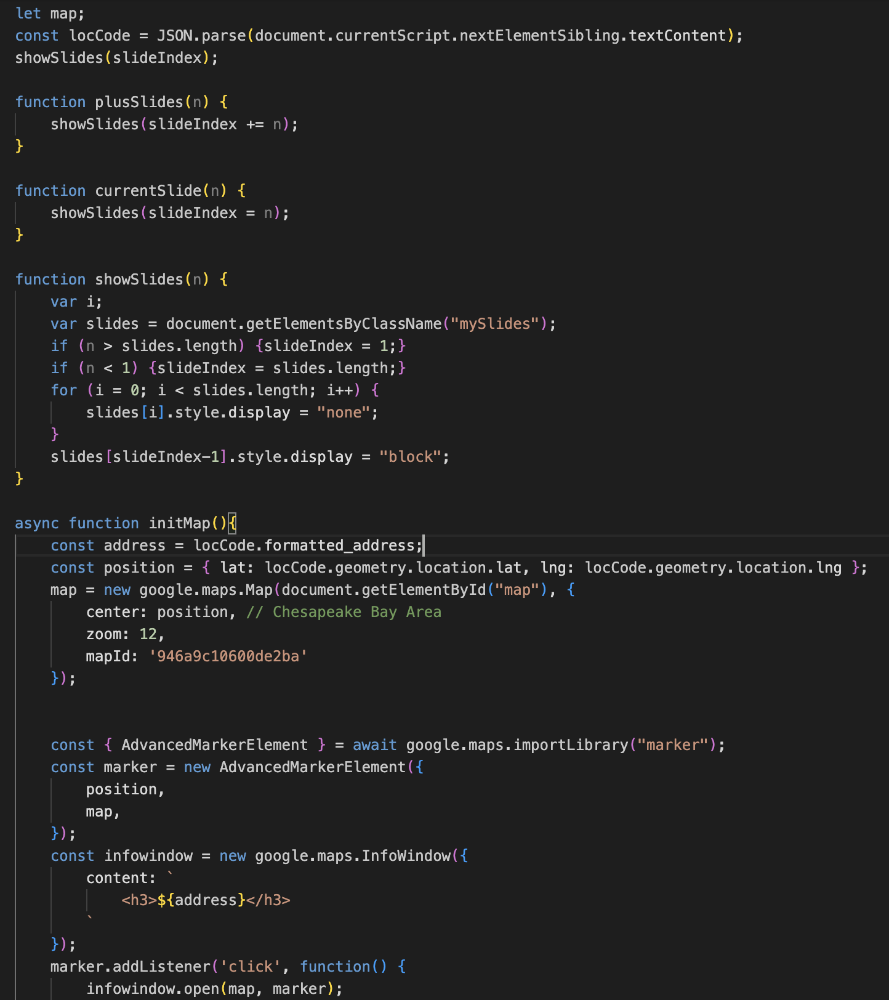 let map;
const locCode = JSON.parse(document.currentScript.nextElementSibling.textContent);
showSlides(slideIndex);
function plusSlides(n) {
showSlides(slideIndex += n);
}
function currentSlide(n) {
showSlides(slideIndex = n);
}
function showSlides(n) {
var i;
var slides = document.getElementsByClassName("mySlides");
if (n > slides.length) {slideIndex = 1;}
if (n < 1) {slideIndex = slides.length;}
for (i = 0; i < slides.length; i++) {
slides[i].style.display = "none";
}
slides[slideIndex-1].style.display = "block";
}
async function initMap(){
const address = locCode.formatted_address;
const position = { lat: locCode.geometry.location.lat, lng: locCode.geometry.location.lng };
map = new google.maps.Map(document.getElementById("map"), {
center: position, // Chesapeake Bay Area
zoom: 12,
mapId: '946a9c10600de2ba'
});
const { AdvancedMarkerElement } = await google.maps.importLibrary("marker");
const marker = new AdvancedMarkerElement({
position,
map,
});
const infowindow = new google.maps.InfoWindow({
content: `
<h3>${address}</h3>
`
});
marker.addListener('click', function() {
infowindow.open(map, marker);